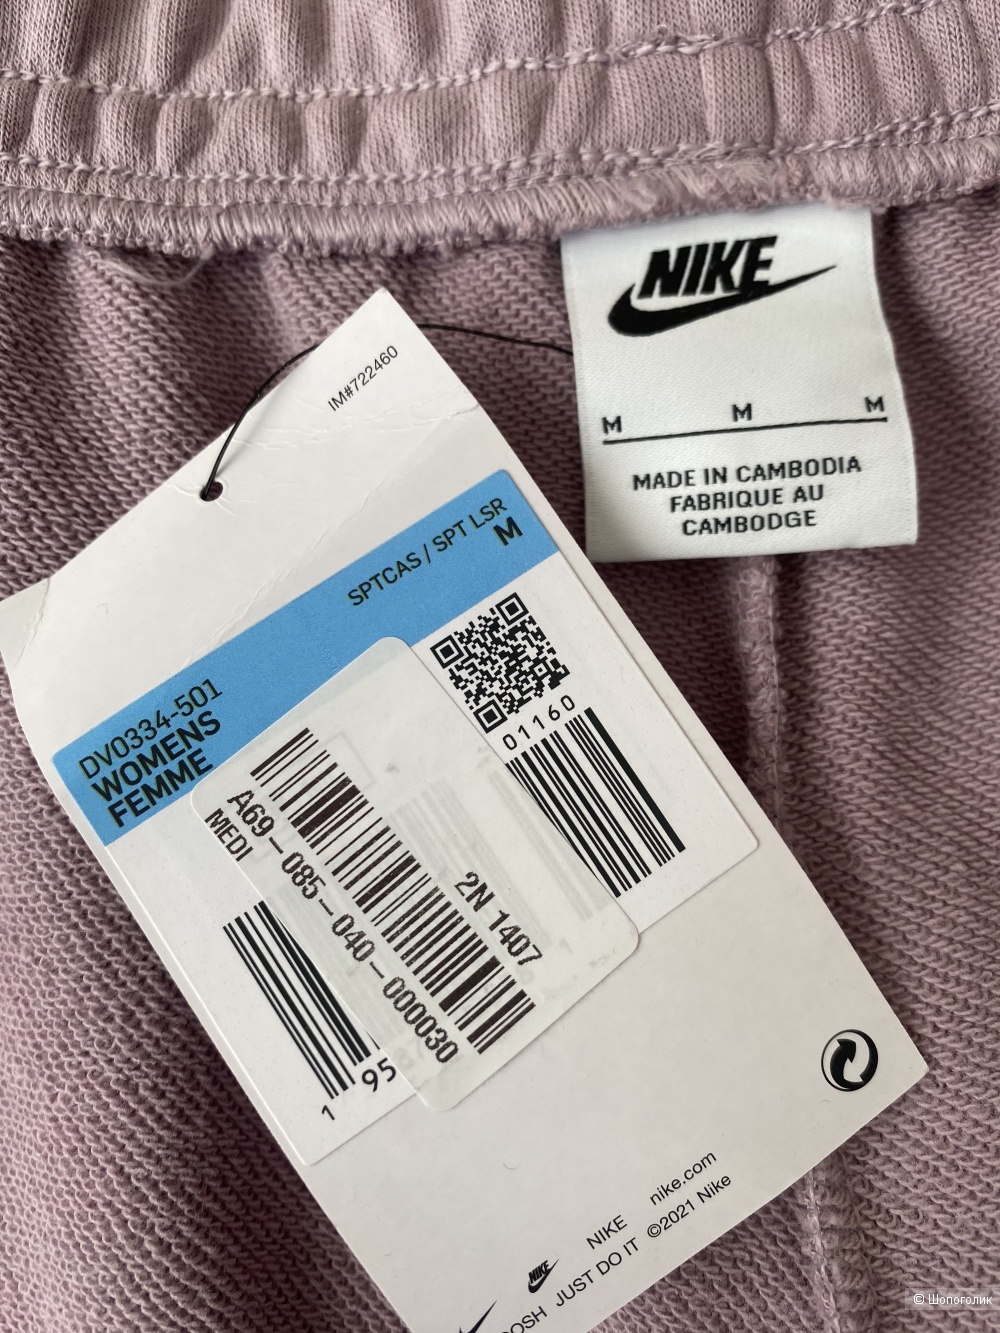 NIKE
M M M
MADE IN CAMBODIA
FABRIQUE AU
CAMBODGE
IM#722460
SPTCAS / SPT LSR
M
DV0334-501
WOMENS
FEMME
01160
A69-085-040-000030
MEDI
2N 1407
1 95
nike.com
NIKE
©2021 Nike
JUST DO IT
NIKE
© Шопоголик